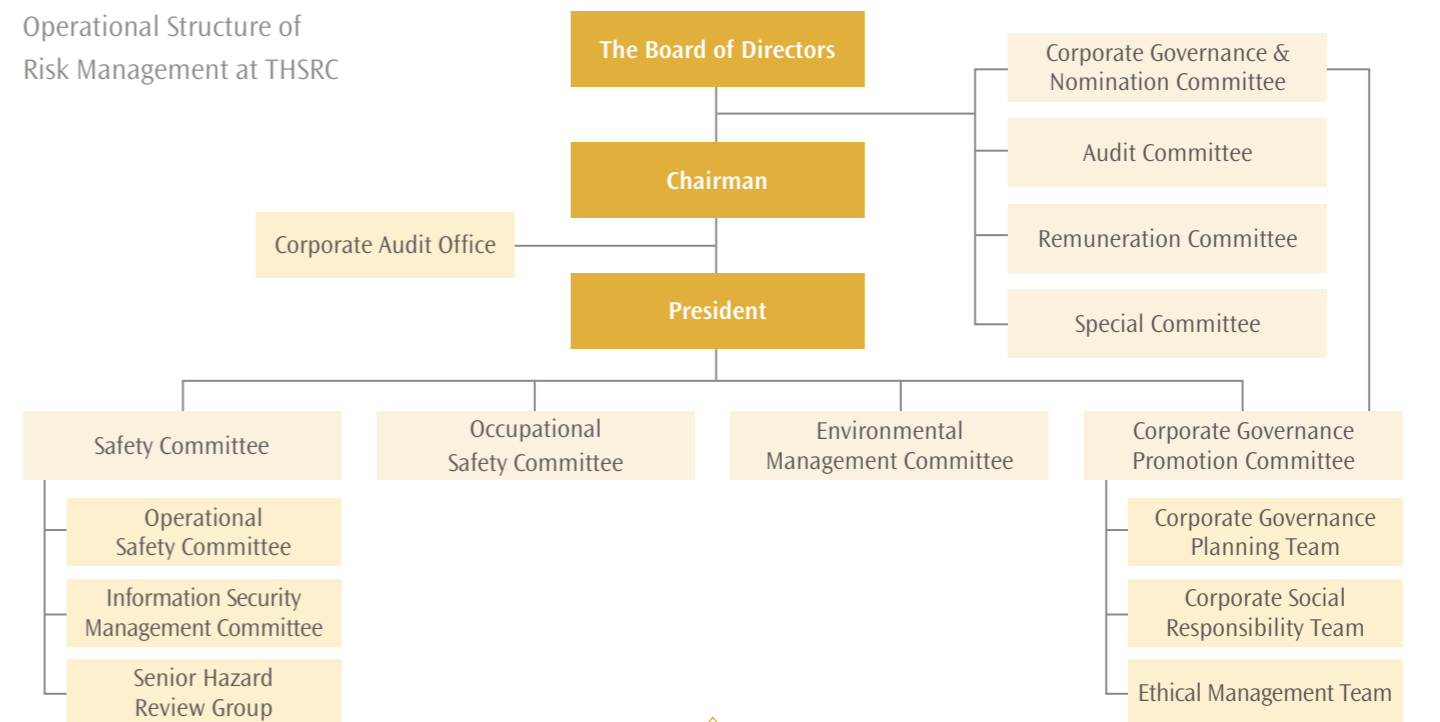 Operational Structure of
Risk Management at THSRC
The Board of Directors
Corporate Governance &
Nomination Committee
Audit Committee
Chairman
Remuneration Committee
Corporate Audit Office
President
Special Committee
Safety Committee
Occupational
Safety Committee
Environmental
Management Committee
Corporate Governance
Promotion Committee
Operational
Safety Committee
Information Security
Management Committee
Senior Hazard
Review Group
Corporate Governance
Planning Team
Corporate Social
Responsibility Team
Ethical Management Team